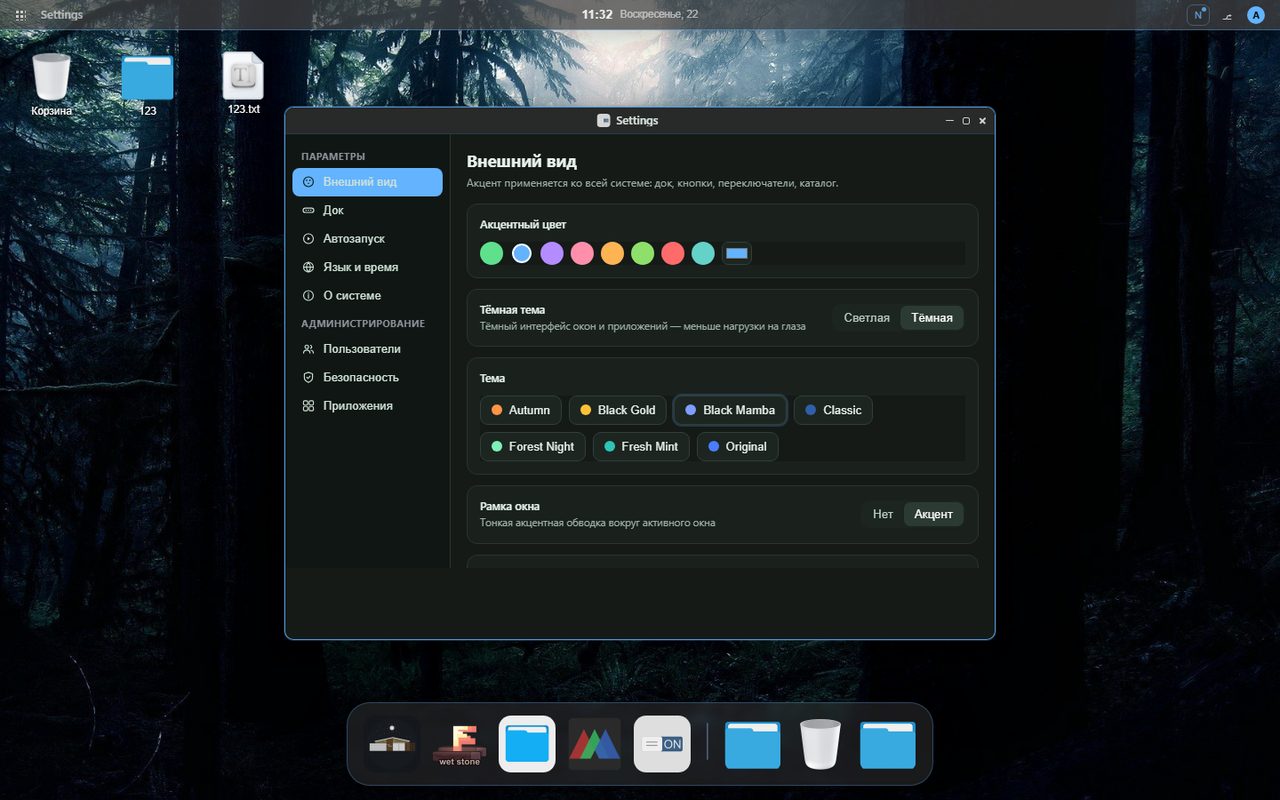 Settings
11:32 Воскресенье, 22
N
A
Корзина
123
T
123.txt
Settings
ПАРАМЕТРЫ
Внешний вид
Док
Автозапуск
Язык и время
О системе
АДМИНИСТРИРОВАНИЕ
Пользователи
Безопасность
Приложения
Внешний вид
Акцент применяется ко всей системе: док, кнопки, переключатели, каталог.
Акцентный цвет
Тёмная тема
Тёмный интерфейс окон и приложений — меньше нагрузки на глаза
Светлая Тёмная
Тема
Autumn Black Gold Black Mamba Classic
Forest Night Fresh Mint Original
Рамка окна
Тонкая акцентная обводка вокруг активного окна
Нет Акцент
F
wet stone
ON